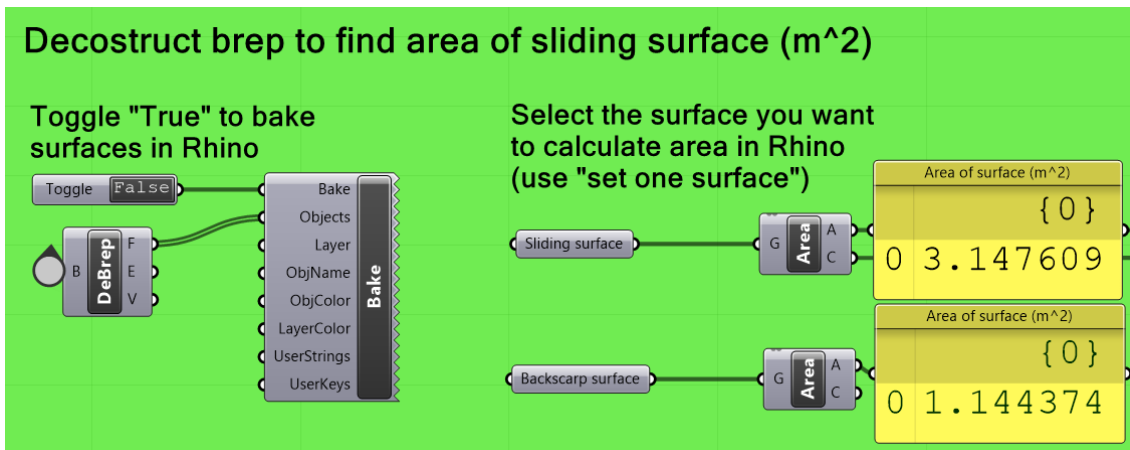 Decostruct brep to find area of sliding surface (m^2)
Toggle "True" to bake
surfaces in Rhino
Toggle False
B
DeBrep
F
E
V
Bake
Objects
Layer
ObjName
ObjColor
LayerColor
UserStrings
UserKeys
Bake
Select the surface you want
to calculate area in Rhino
(use "set one surface")
Sliding surface
G
Area
A
C
Area of surface (m^2)
{0}
0 3.147609
Backscarp surface
G
Area
A
C
Area of surface (m^2)
{0}
0 1.144374